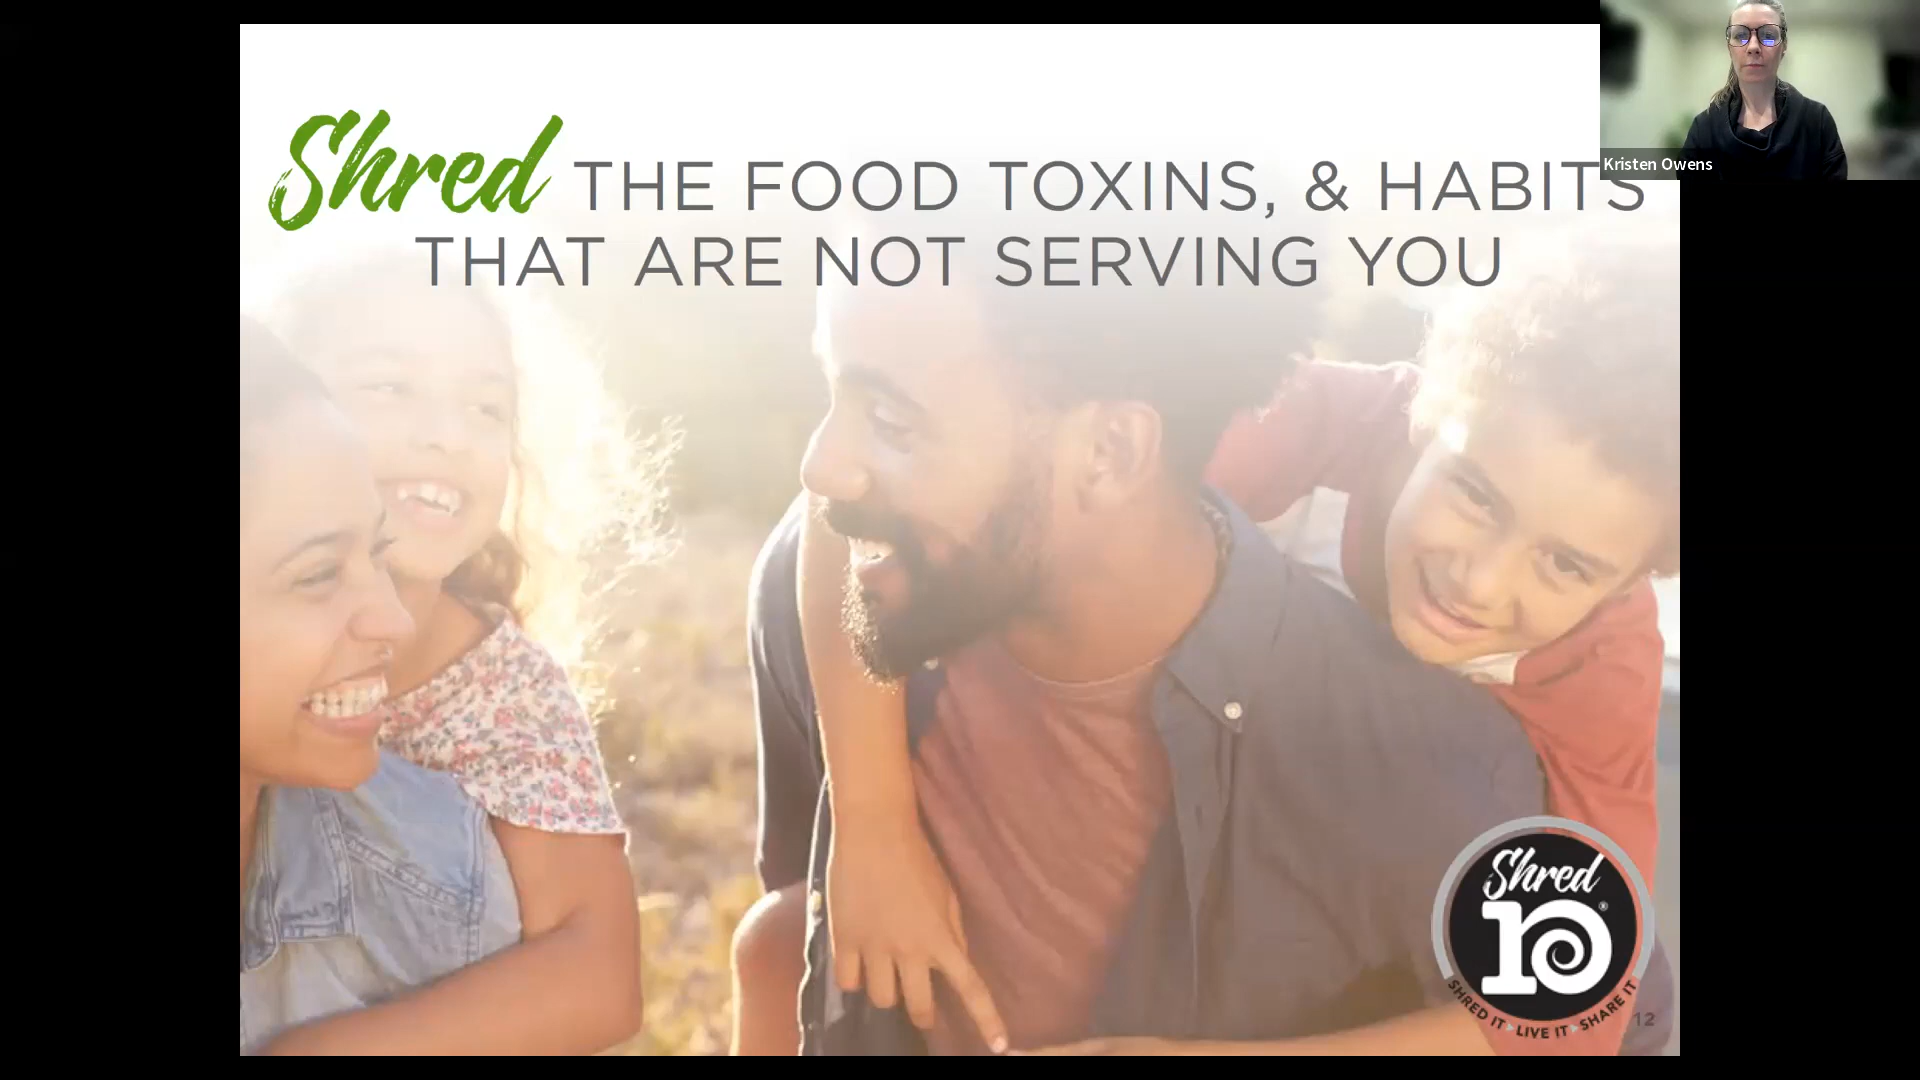 Shred THE FOOD TOXINS, & HABITS
THAT ARE NOT SERVING YOU
Kristen Owens
Shred
10®
SHRED IT ▸ LIVE IT ▸ SHARE IT
12